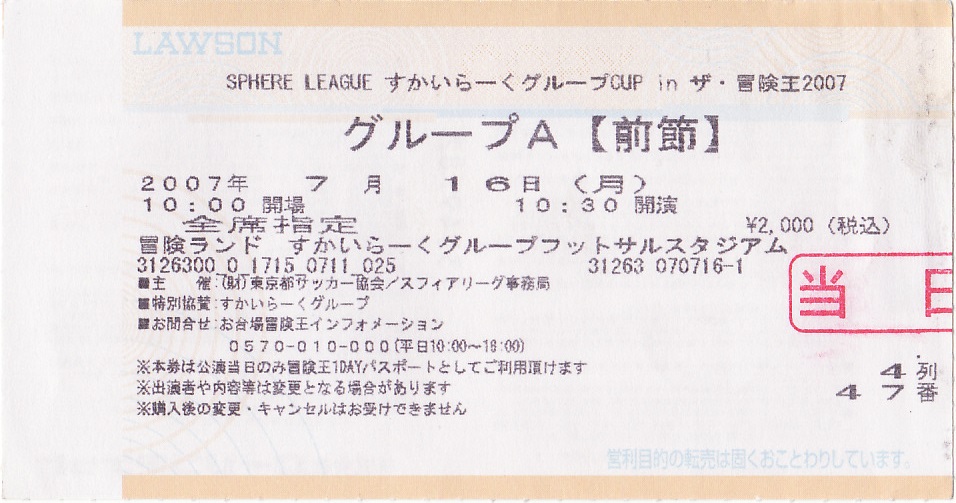 LAWSON
SPHERE LEAGUE すかいらーくグループCUP in ザ・冒険王2007
グループA【前節】
2007年 7月 16日（月）
10:00 開場 10:30 開演
全席指定 ¥2,000（税込）
冒険ランド すかいらーくグループフットサルスタジアム
3126300_0_1715_0711_025 31263 070716-1
■主 催：(財)東京都サッカー協会／スフィアリーグ事務局
■特別協賛：すかいらーくグループ
■お問合せ：お台場冒険王インフォメーション
0570-010-000(平日10:00～18:00)
当日
※本券は公演当日のみ冒険王1DAYパスポートとしてご利用頂けます
※出演者や内容等は変更となる場合があります
※購入後の変更・キャンセルはお受けできません
4列
47番
営利目的の転売は固くおことわりしています。